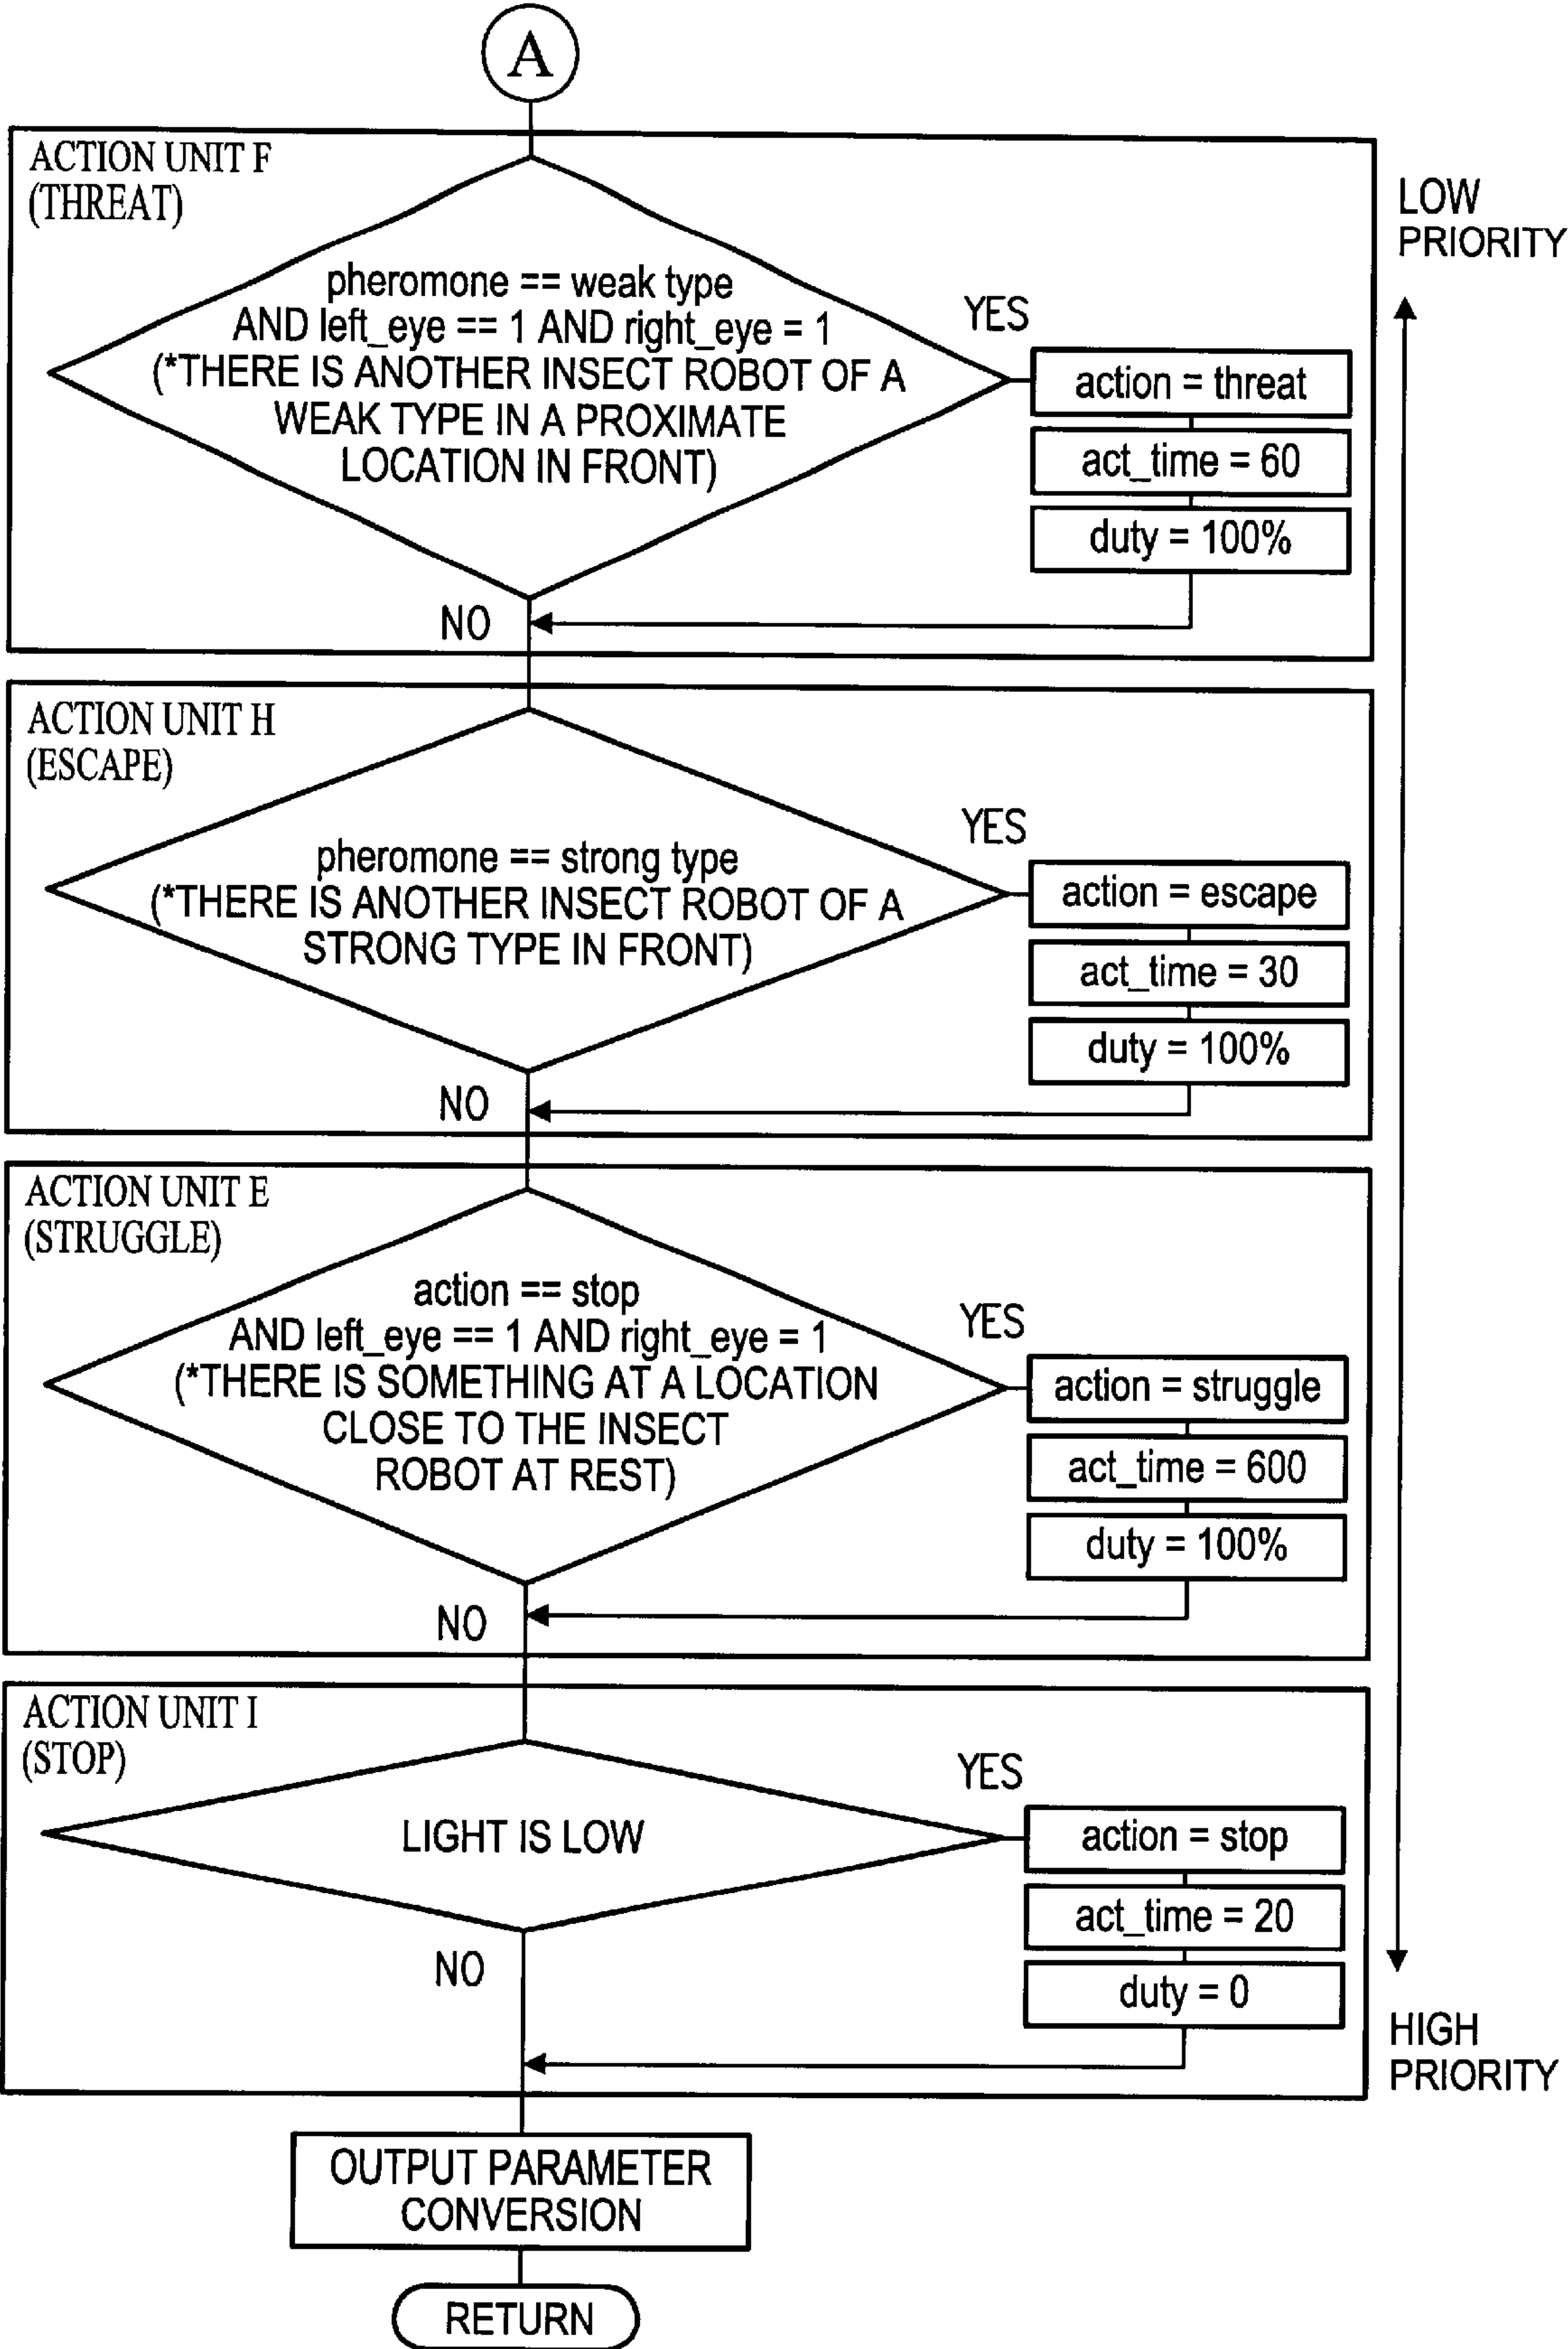 A
ACTION UNIT F
(THREAT)
LOW
PRIORITY
pheromone == weak type
AND left_eye == 1 AND right_eye = 1
(*THERE IS ANOTHER INSECT ROBOT OF A
WEAK TYPE IN A PROXIMATE
LOCATION IN FRONT)
YES
action = threat
act_time = 60
duty = 100%
NO
ACTION UNIT H
(ESCAPE)
pheromone == strong type
(*THERE IS ANOTHER INSECT ROBOT OF A
STRONG TYPE IN FRONT)
YES
action = escape
act_time = 30
duty = 100%
NO
ACTION UNIT E
(STRUGGLE)
action == stop
AND left_eye == 1 AND right_eye = 1
(*THERE IS SOMETHING AT A LOCATION
CLOSE TO THE INSECT
ROBOT AT REST)
YES
action = struggle
act_time = 600
duty = 100%
NO
ACTION UNIT I
(STOP)
LIGHT IS LOW
YES
action = stop
act_time = 20
duty = 0
NO
HIGH
PRIORITY
OUTPUT PARAMETER
CONVERSION
RETURN